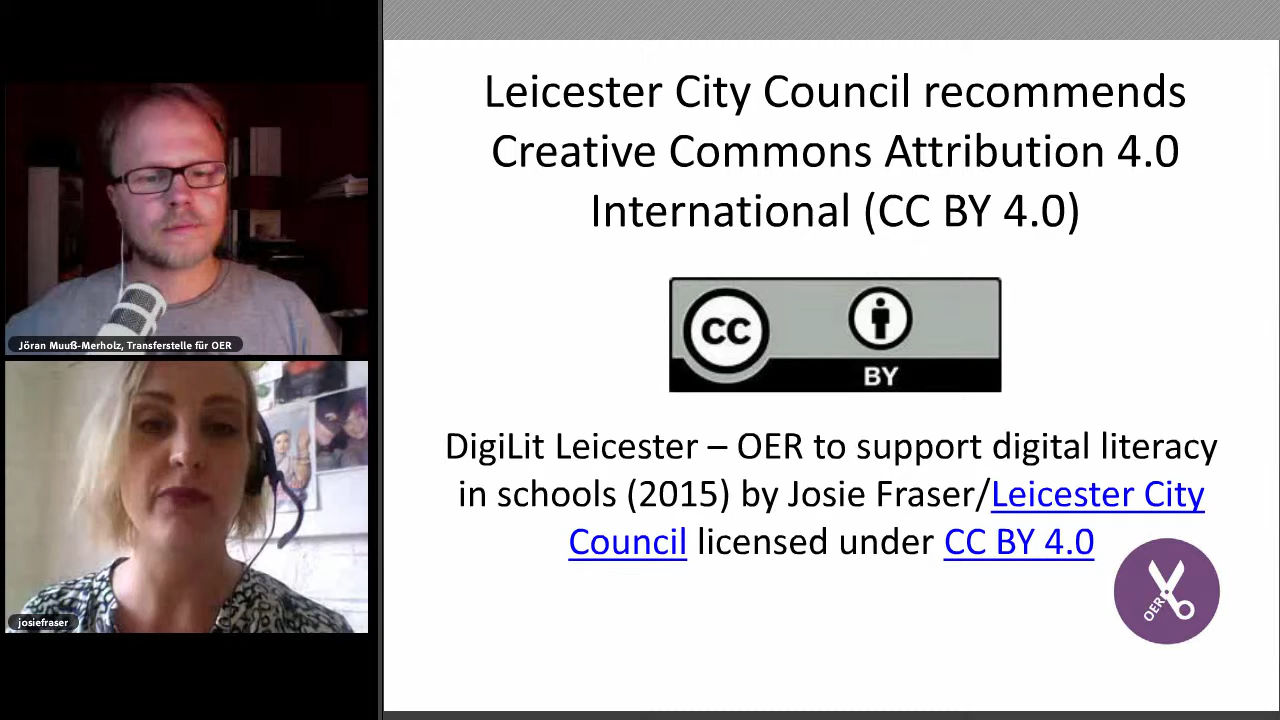 Jöran Muuß-Merholz, Transferstelle für OER
josiefraser
Leicester City Council recommends
Creative Commons Attribution 4.0
International (CC BY 4.0)
cc
BY
DigiLit Leicester – OER to support digital literacy
in schools (2015) by Josie Fraser/Leicester City
Council licensed under CC BY 4.0
OER